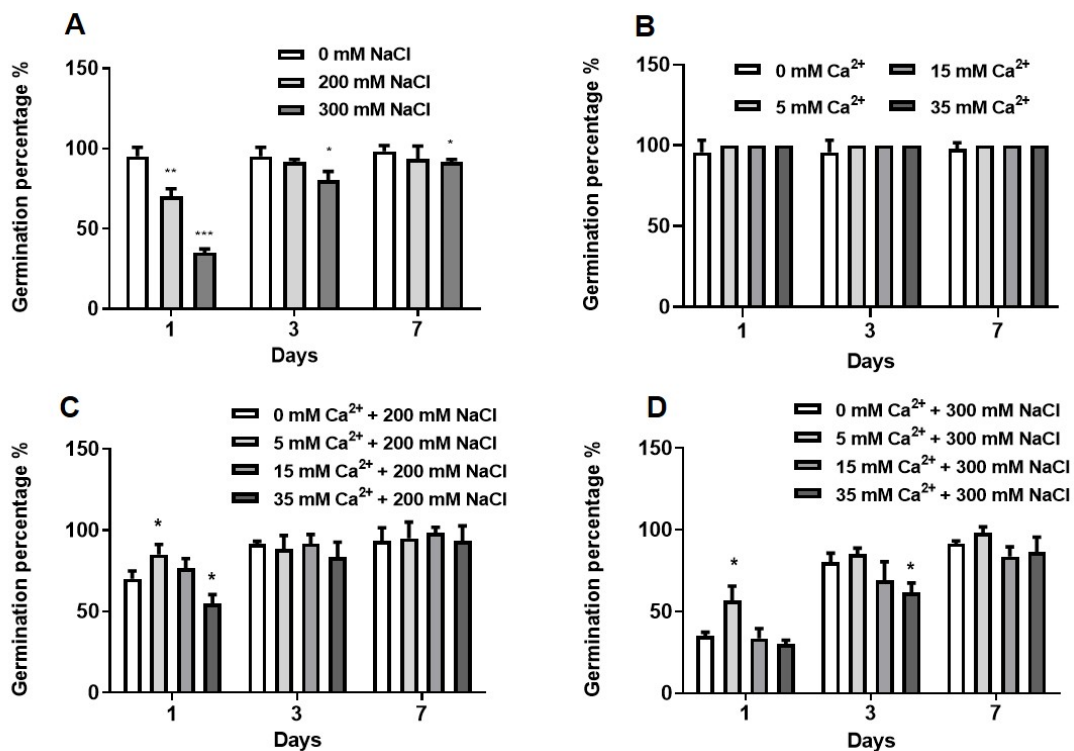 A
0 mM NaCl
200 mM NaCl
300 mM NaCl
Germination percentage %
150
100
50
0
**
***
*
*
1
3
7
Days
B
0 mM Ca²⁺
15 mM Ca²⁺
5 mM Ca²⁺
35 mM Ca²⁺
Germination percentage %
150
100
50
0
1
3
7
Days
C
0 mM Ca²⁺ + 200 mM NaCl
5 mM Ca²⁺ + 200 mM NaCl
15 mM Ca²⁺ + 200 mM NaCl
35 mM Ca²⁺ + 200 mM NaCl
Germination percentage %
150
100
50
0
*
*
1
3
7
Days
D
0 mM Ca²⁺ + 300 mM NaCl
5 mM Ca²⁺ + 300 mM NaCl
15 mM Ca²⁺ + 300 mM NaCl
35 mM Ca²⁺ + 300 mM NaCl
Germination percentage %
150
100
50
0
*
*
1
3
7
Days